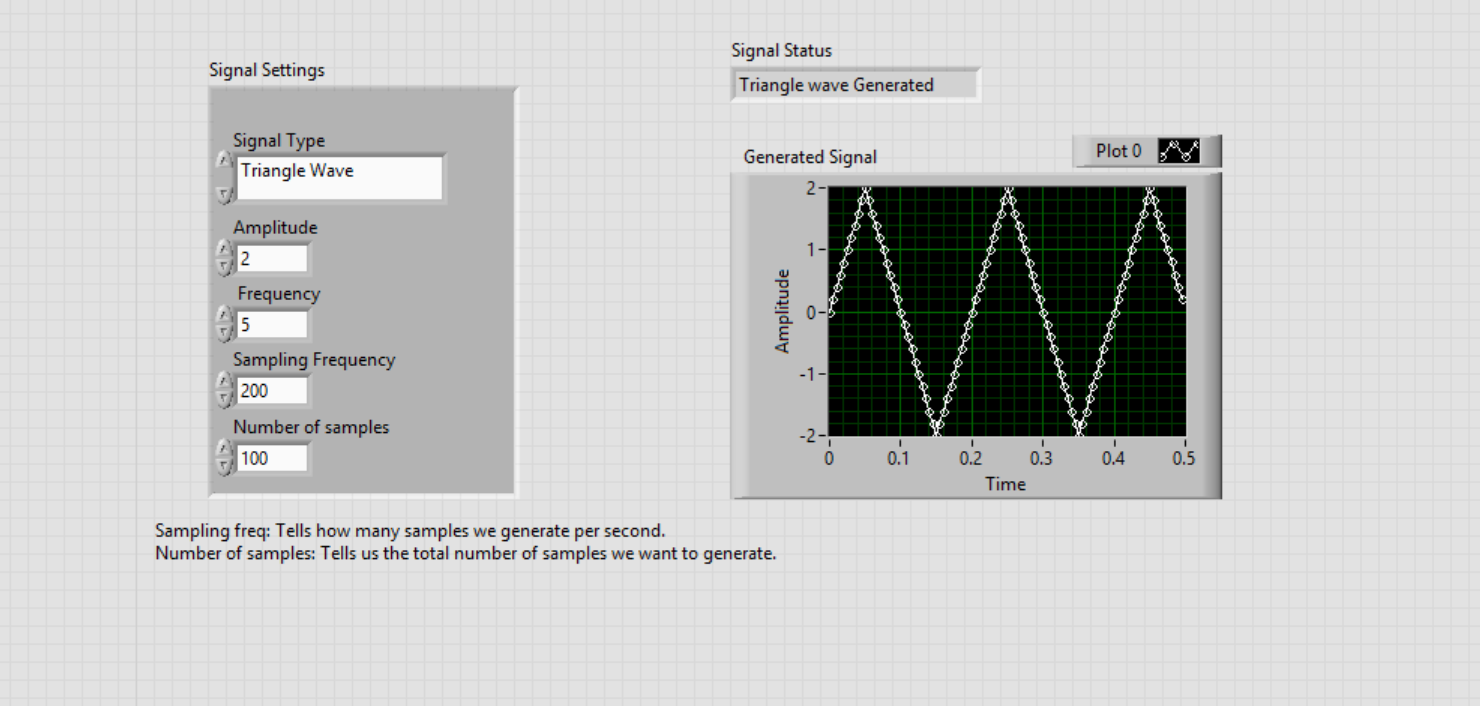 Signal Settings
Signal Type
Triangle Wave
Amplitude
2
Frequency
5
Sampling Frequency
200
Number of samples
100
Signal Status
Triangle wave Generated
Generated Signal
Plot 0
Amplitude
2
1
0
-1
-2
0 0.1 0.2 0.3 0.4 0.5
Time
Sampling freq: Tells how many samples we generate per second.
Number of samples: Tells us the total number of samples we want to generate.